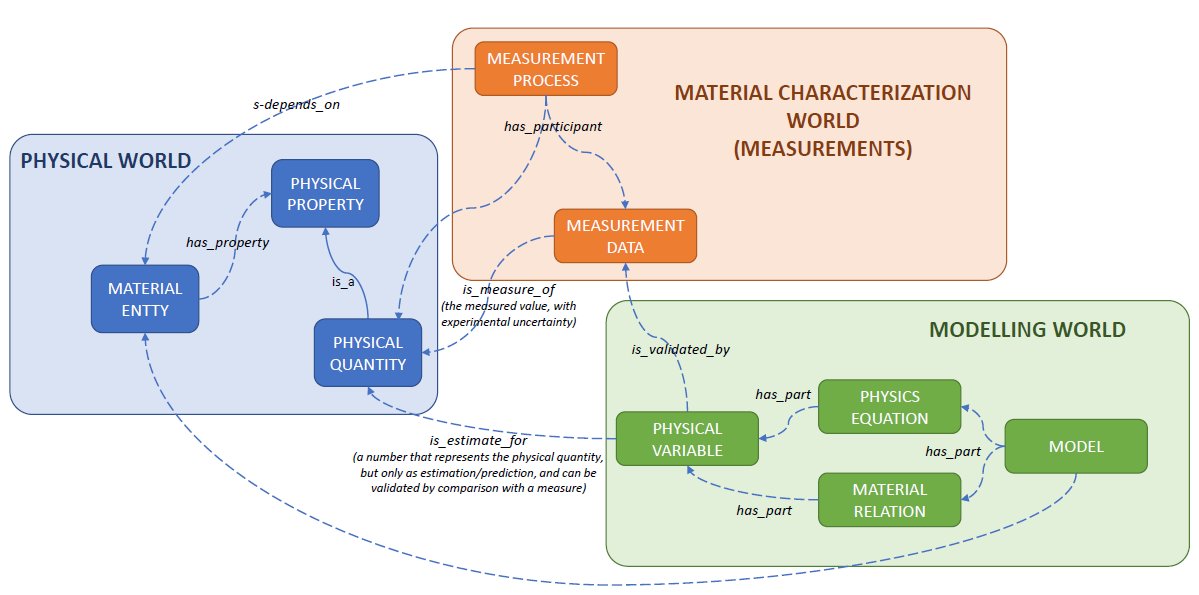 MEASUREMENT
PROCESS
MATERIAL CHARACTERIZATION
WORLD
(MEASUREMENTS)
s-depends_on
has_participant
PHYSICAL WORLD
PHYSICAL
PROPERTY
has_property
MEASUREMENT
DATA
is_a
MATERIAL
ENTTY
is_measure_of
(the measured value, with
experimental uncertainty)
PHYSICAL
QUANTITY
MODELLING WORLD
is_validated_by
has_part
PHYSICS
EQUATION
PHYSICAL
VARIABLE
is_estimate_for
(a number that represents the physical quantity,
but only as estimation/prediction, and can be
validated by comparison with a measure)
has_part
MODEL
MATERIAL
RELATION
has_part